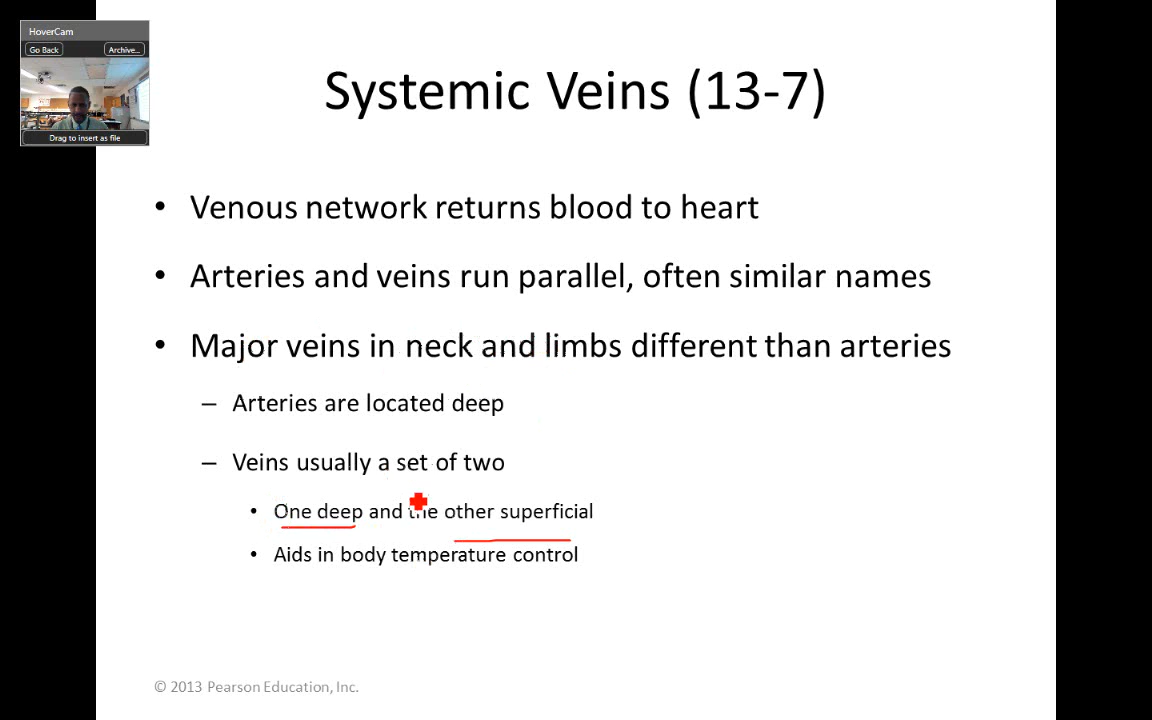 HoverCam
Go Back
Archive...
Drag to insert as file
Systemic Veins (13-7)
• Venous network returns blood to heart
• Arteries and veins run parallel, often similar names
• Major veins in neck and limbs different than arteries
– Arteries are located deep
– Veins usually a set of two
• One deep and the other superficial
• Aids in body temperature control
© 2013 Pearson Education, Inc.